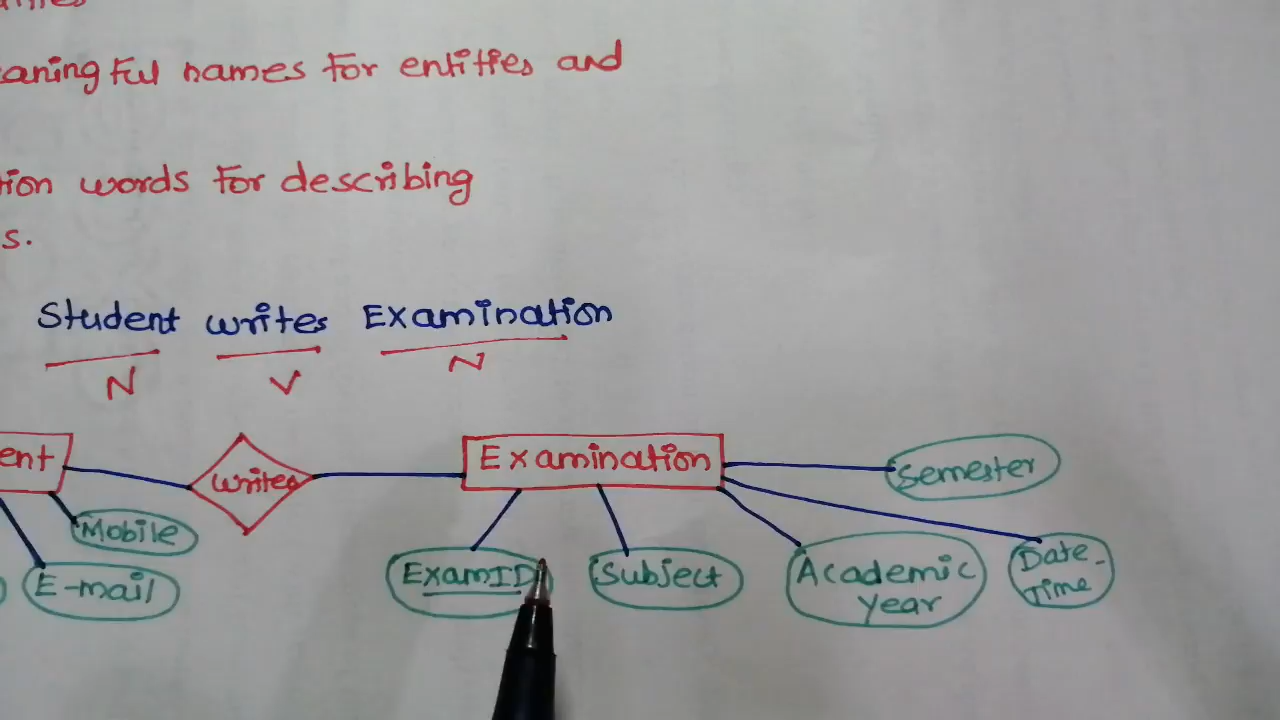 aningful names for entities and
tion words for describing
s.
Student writes Examination
N V N
ent writes Examination Semester
Mobile
E-mail ExamID Subject Academic Year Date-Time